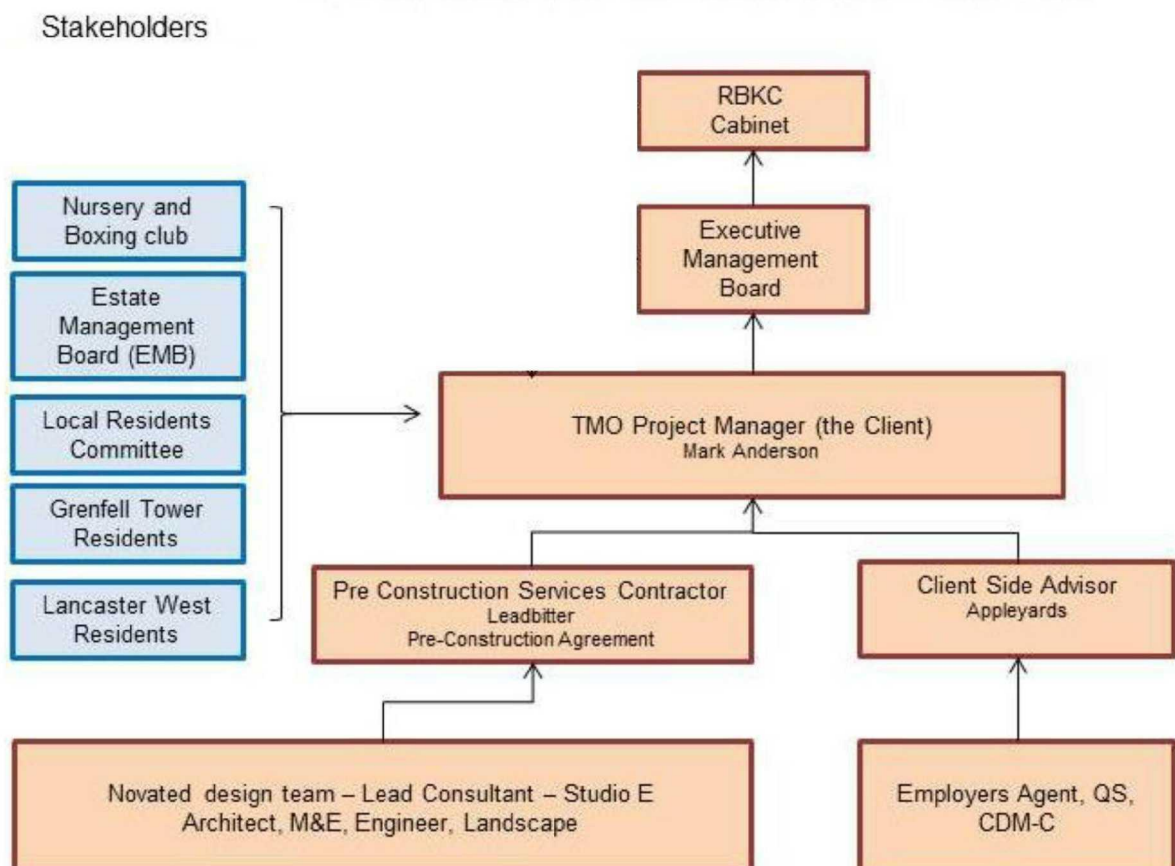 Stakeholders
RBKC
Cabinet
Nursery and
Boxing club
Executive
Management
Board
Estate
Management
Board (EMB)
TMO Project Manager (the Client)
Mark Anderson
Local Residents
Committee
Grenfell Tower
Residents
Lancaster West
Residents
Pre Construction Services Contractor
Leadbitter
Pre-Construction Agreement
Client Side Advisor
Appleyards
Novated design team – Lead Consultant – Studio E
Architect, M&E, Engineer, Landscape
Employers Agent, QS,
CDM-C